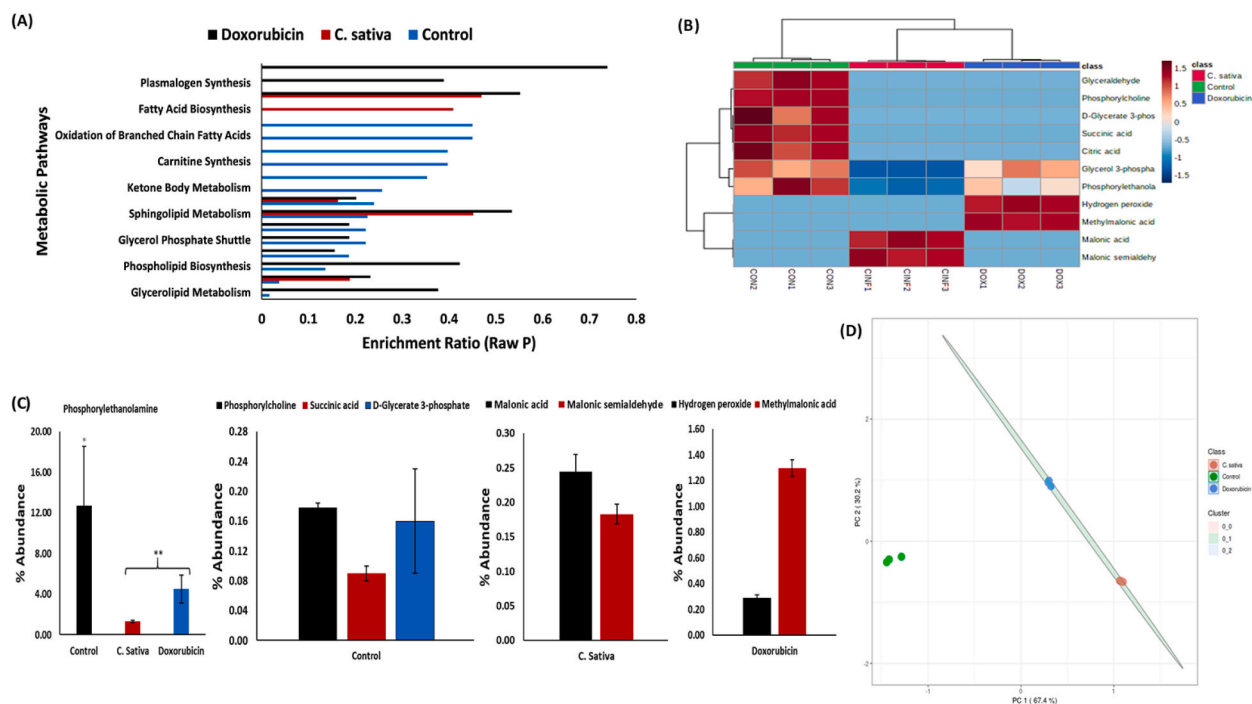 (A)
Doxorubicin C. sativa Control
Metabolic Pathways
Plasmalogen Synthesis
Fatty Acid Biosynthesis
Oxidation of Branched Chain Fatty Acids
Carnitine Synthesis
Ketone Body Metabolism
Sphingolipid Metabolism
Glycerol Phosphate Shuttle
Phospholipid Biosynthesis
Glycerolipid Metabolism
0 0.1 0.2 0.3 0.4 0.5 0.6 0.7 0.8
Enrichment Ratio (Raw P)
(B)
class
Glyceraldehyde
Phosphorylcholine
D-Glycerate 3-phos
Succinic acid
Citric acid
Glycerol 3-phospha
Phosphorylethanola
Hydrogen peroxide
Methylmalonic acid
Malonic acid
Malonic semialdehy
CON2 CON1 CON3 CINF1 CINF2 CINF3 DOX1 DOX2 DOX3
1.5
1
0.5
0
-0.5
-1
-1.5
class
C. sativa
Control
Doxorubicin
(C)
Phosphorylethanolamine
% Abundance
20.00
16.00
12.00
8.00
4.00
0.00
*
**
Control C. Sativa Doxorubicin
Phosphorylcholine Succinic acid D-Glycerate 3-phosphate
% Abundance
0.28
0.24
0.20
0.16
0.12
0.08
0.04
0.00
Control
Malonic acid Malonic semialdehyde
% Abundance
0.30
0.25
0.20
0.15
0.10
0.05
0.00
C. Sativa
Hydrogen peroxide Methylmalonic acid
% Abundance
1.60
1.40
1.20
1.00
0.80
0.60
0.40
0.20
0.00
Doxorubicin
(D)
PC 2 ( 30.2 %)
2
0
-2
-1 0 1
PC 1 ( 67.4 %)
Class
C sativa
Control
Doxorubicin
Cluster
0_0
0_1
0_2